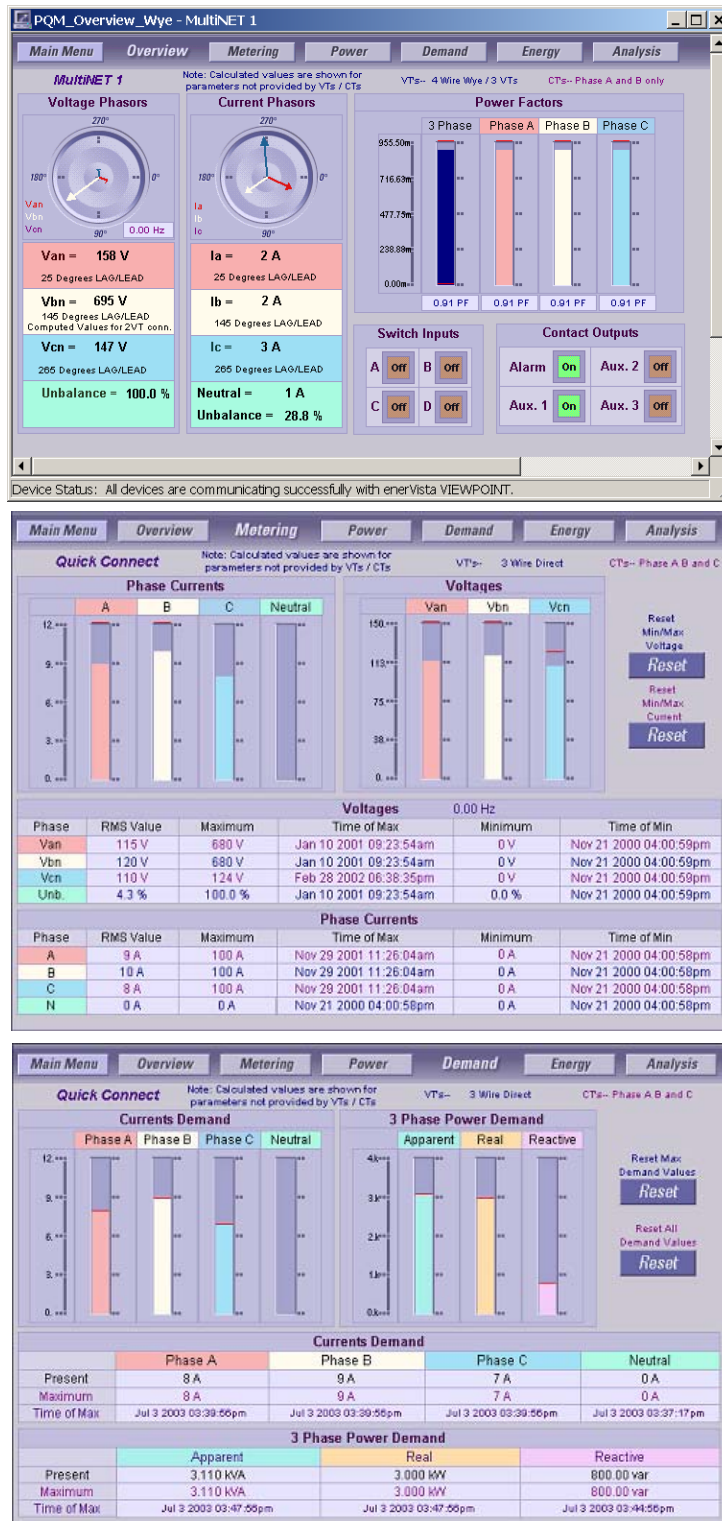 PQM_Overview_Wye - MultiNET 1
Main Menu Overview Metering Power Demand Energy Analysis
MultiNET 1
Note: Calculated values are shown for
parameters not provided by VTs / CTs
VT's-- 4 Wire Wye / 3 VTs
CT's-- Phase A and B only
Voltage Phasors
270°
180°
0°
90°
Van
Vbn
Vcn
0.00 Hz
Van = 158 V
25 Degrees LAG/LEAD
Vbn = 695 V
145 Degrees LAG/LEAD
Computed Values for 2VT conn.
Vcn = 147 V
265 Degrees LAG/LEAD
Unbalance = 100.0 %
Current Phasors
270°
180°
0°
90°
Ia
Ib
Ic
Ia = 2 A
25 Degrees LAG/LEAD
Ib = 2 A
145 Degrees LAG/LEAD
Ic = 3 A
265 Degrees LAG/LEAD
Neutral = 1 A
Unbalance = 28.8 %
Power Factors
3 Phase Phase A Phase B Phase C
955.50m
716.63m
477.75m
238.88m
0.00m
0.91 PF 0.91 PF 0.91 PF 0.91 PF
Switch Inputs
A Off B Off
C Off D Off
Contact Outputs
Alarm On Aux. 2 Off
Aux. 1 On Aux. 3 Off
Device Status: All devices are communicating successfully with enerVista VIEWPOINT.
Main Menu Overview Metering Power Demand Energy Analysis
Quick Connect
Note: Calculated values are shown for
parameters not provided by VTs / CTs
VT's-- 3 Wire Direct
CT's-- Phase A B and C
Phase Currents
A B C Neutral
12.
9.
6.
3.
0.
Voltages
Van Vbn Vcn
150.
113.
75.
38.
0.
Reset
Min/Max
Voltage
Reset
Reset
Min/Max
Current
Reset
Voltages 0.00 Hz
Phase RMS Value Maximum Time of Max Minimum Time of Min
Van 115 V 680 V Jan 10 2001 09:23:54am 0 V Nov 21 2000 04:00:59pm
Vbn 120 V 680 V Jan 10 2001 09:23:54am 0 V Nov 21 2000 04:00:59pm
Vcn 110 V 124 V Feb 28 2002 06:38:35pm 0 V Nov 21 2000 04:00:59pm
Unb. 4.3 % 100.0 % Jan 10 2001 09:23:54am 0.0 % Nov 21 2000 04:00:59pm
Phase Currents
Phase RMS Value Maximum Time of Max Minimum Time of Min
A 9 A 100 A Nov 29 2001 11:26:04am 0 A Nov 21 2000 04:00:58pm
B 10 A 100 A Nov 29 2001 11:26:04am 0 A Nov 21 2000 04:00:58pm
C 8 A 100 A Nov 29 2001 11:26:04am 0 A Nov 21 2000 04:00:58pm
N 0 A 0 A Nov 21 2000 04:00:58pm 0 A Nov 21 2000 04:00:58pm
Main Menu Overview Metering Power Demand Energy Analysis
Quick Connect
Note: Calculated values are shown for
parameters not provided by VTs / CTs
VT's-- 3 Wire Direct
CT's-- Phase A B and C
Currents Demand
Phase A Phase B Phase C Neutral
12.
9.
6.
3.
0.
3 Phase Power Demand
Apparent Real Reactive
4.k
3.k
2.k
1.k
0.k
Reset Max
Demand Values
Reset
Reset All
Demand Values
Reset
Currents Demand
Phase A Phase B Phase C Neutral
Present 8 A 9 A 7 A 0 A
Maximum 8 A 9 A 7 A 0 A
Time of Max Jul 3 2003 03:39:56pm Jul 3 2003 03:39:56pm Jul 3 2003 03:39:56pm Jul 3 2003 03:37:17pm
3 Phase Power Demand
Apparent Real Reactive
Present 3.110 kVA 3.000 kW 800.00 var
Maximum 3.110 kVA 3.000 kW 800.00 var
Time of Max Jul 3 2003 03:47:56pm Jul 3 2003 03:47:56pm Jul 3 2003 03:44:56pm